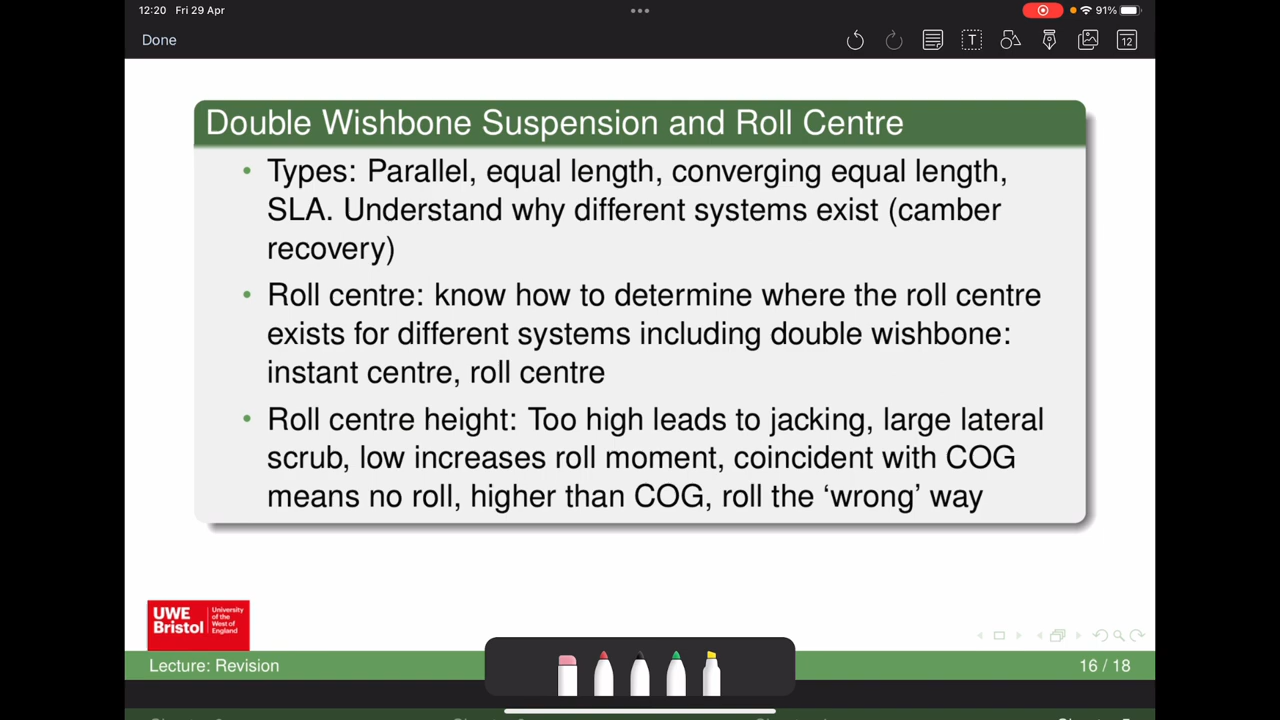 12:20 Fri 29 Apr
91%
Done
T
12
Double Wishbone Suspension and Roll Centre
• Types: Parallel, equal length, converging equal length,
SLA. Understand why different systems exist (camber
recovery)
• Roll centre: know how to determine where the roll centre
exists for different systems including double wishbone:
instant centre, roll centre
• Roll centre height: Too high leads to jacking, large lateral
scrub, low increases roll moment, coincident with COG
means no roll, higher than COG, roll the ‘wrong’ way
UWE
Bristol
University
of the
West of
England
Lecture: Revision
16 / 18